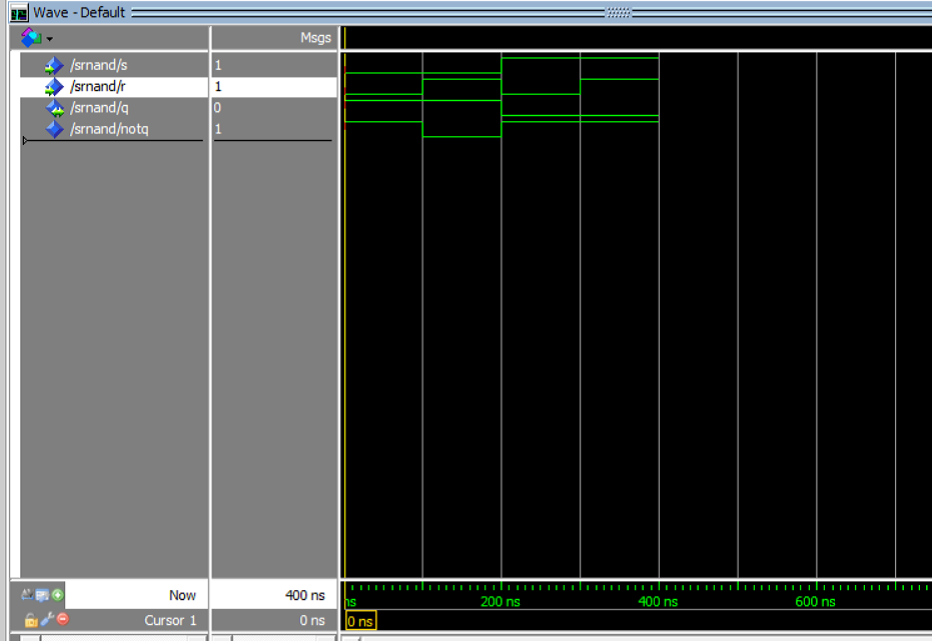 Wave - Default
Msgs
/srnand/s 1
/srnand/r 1
/srnand/q 0
/srnand/notq 1
Now 400 ns
ns 200 ns 400 ns 600 ns
Cursor 1 0 ns 0 ns